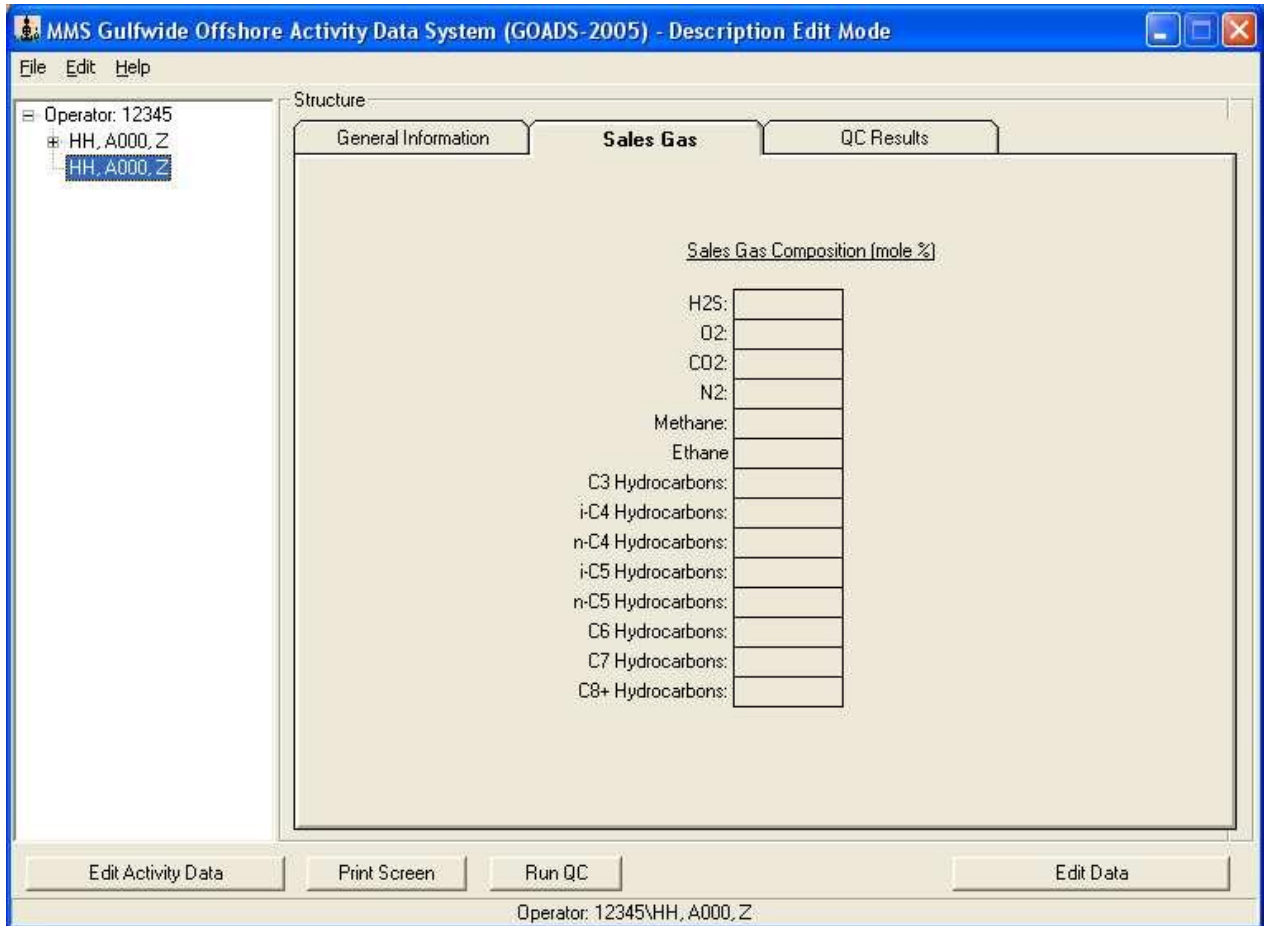 MMS Gulfwide Offshore Activity Data System (GOADS-2005) - Description Edit Mode
File Edit Help
Operator: 12345
HH, A000, Z
HH, A000, Z
Structure
General Information
Sales Gas
QC Results
Sales Gas Composition (mole %)
H2S:
O2:
CO2:
N2:
Methane:
Ethane
C3 Hydrocarbons:
i-C4 Hydrocarbons:
n-C4 Hydrocarbons:
i-C5 Hydrocarbons:
n-C5 Hydrocarbons:
C6 Hydrocarbons:
C7 Hydrocarbons:
C8+ Hydrocarbons:
Edit Activity Data
Print Screen
Run QC
Edit Data
Operator: 12345\HH, A000, Z